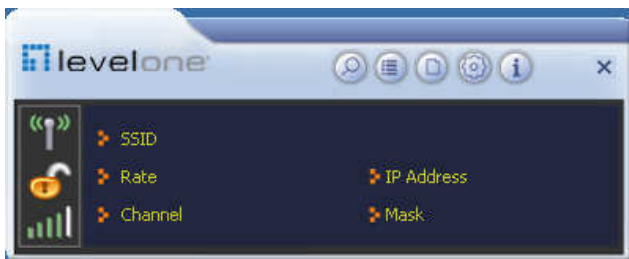 levelone
SSID
Rate
IP Address
Channel
Mask